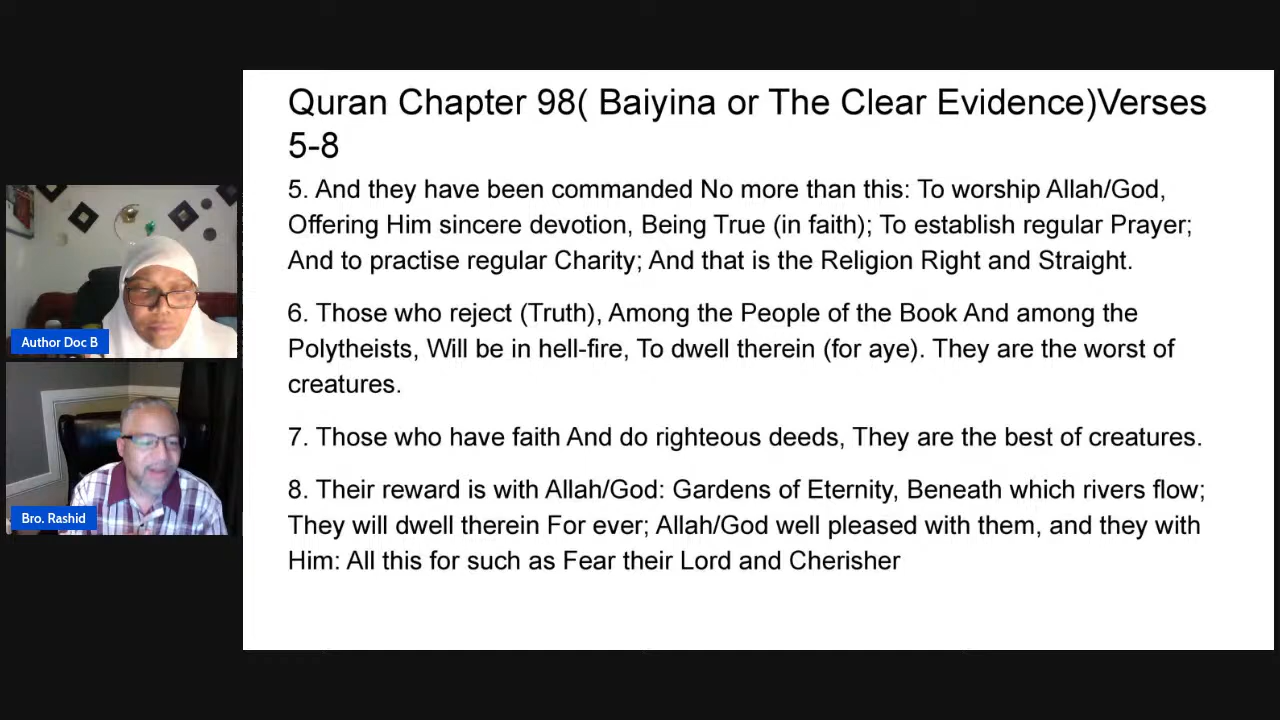 Quran Chapter 98( Baiyina or The Clear Evidence)Verses
5-8
5. And they have been commanded No more than this: To worship Allah/God,
Offering Him sincere devotion, Being True (in faith); To establish regular Prayer;
And to practise regular Charity; And that is the Religion Right and Straight.
6. Those who reject (Truth), Among the People of the Book And among the
Polytheists, Will be in hell-fire, To dwell therein (for aye). They are the worst of
creatures.
7. Those who have faith And do righteous deeds, They are the best of creatures.
8. Their reward is with Allah/God: Gardens of Eternity, Beneath which rivers flow;
They will dwell therein For ever; Allah/God well pleased with them, and they with
Him: All this for such as Fear their Lord and Cherisher
Author Doc B
Bro. Rashid